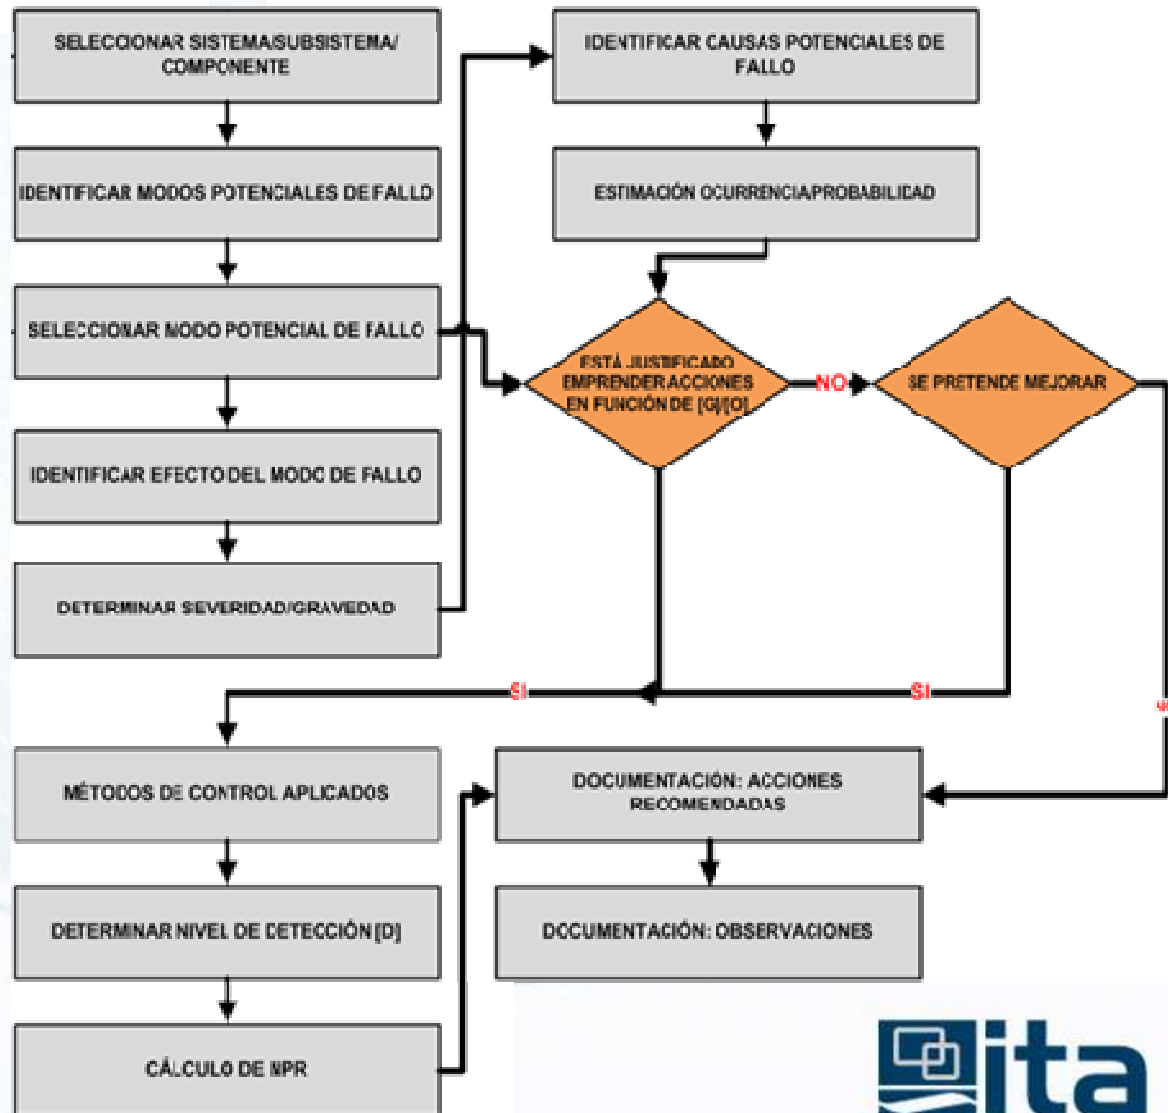 SELECCIONAR SISTEMA/SUBSISTEMA/
COMPONENTE
IDENTIFICAR MODOS POTENCIALES DE FALLO
SELECCIONAR MODO POTENCIAL DE FALLO
IDENTIFICAR EFECTO DEL MODO DE FALLO
DETERMINAR SEVERIDAD/GRAVEDAD
IDENTIFICAR CAUSAS POTENCIALES DE
FALLO
ESTIMACIÓN OCURRENCIA/PROBABILIDAD
ESTÁ JUSTIFICADO
EMPRENDER ACCIONES
EN FUNCIÓN DE [G]/[O]
NO
SE PRETENDE MEJORAR
SI
SI
MÉTODOS DE CONTROL APLICADOS
DETERMINAR NIVEL DE DETECCIÓN [D]
CÁLCULO DE NPR
DOCUMENTACIÓN: ACCIONES
RECOMENDADAS
DOCUMENTACIÓN: OBSERVACIONES
ita